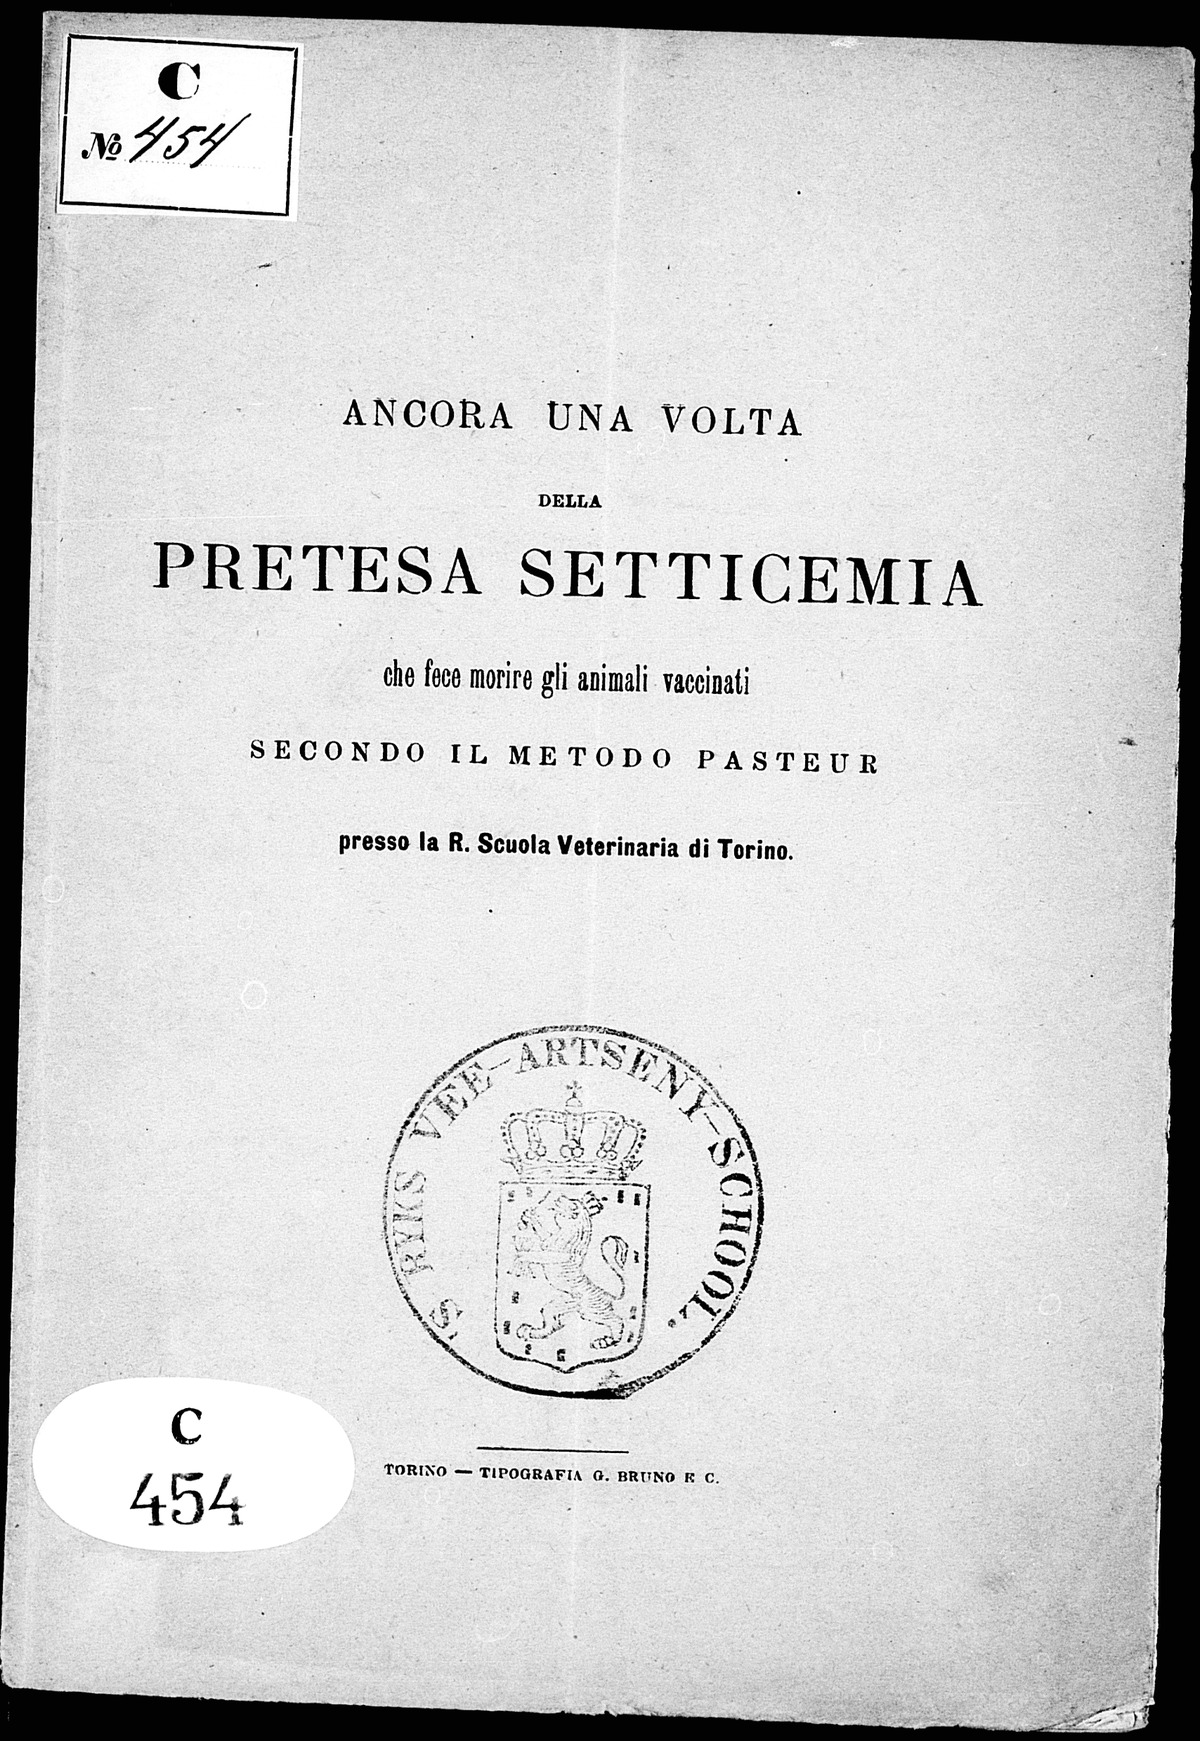 C
No 454
ANCORA UNA VOLTA
DELLA
PRETESA SETTICEMIA
che fece morire gli animali vaccinati
SECONDO IL METODO PASTEUR
presso la R. Scuola Veterinaria di Torino.
'S RYKS VEE-ARTSENY-SCHOOL.
TORINO — TIPOGRAFIA G. BRUNO E C.
C
454